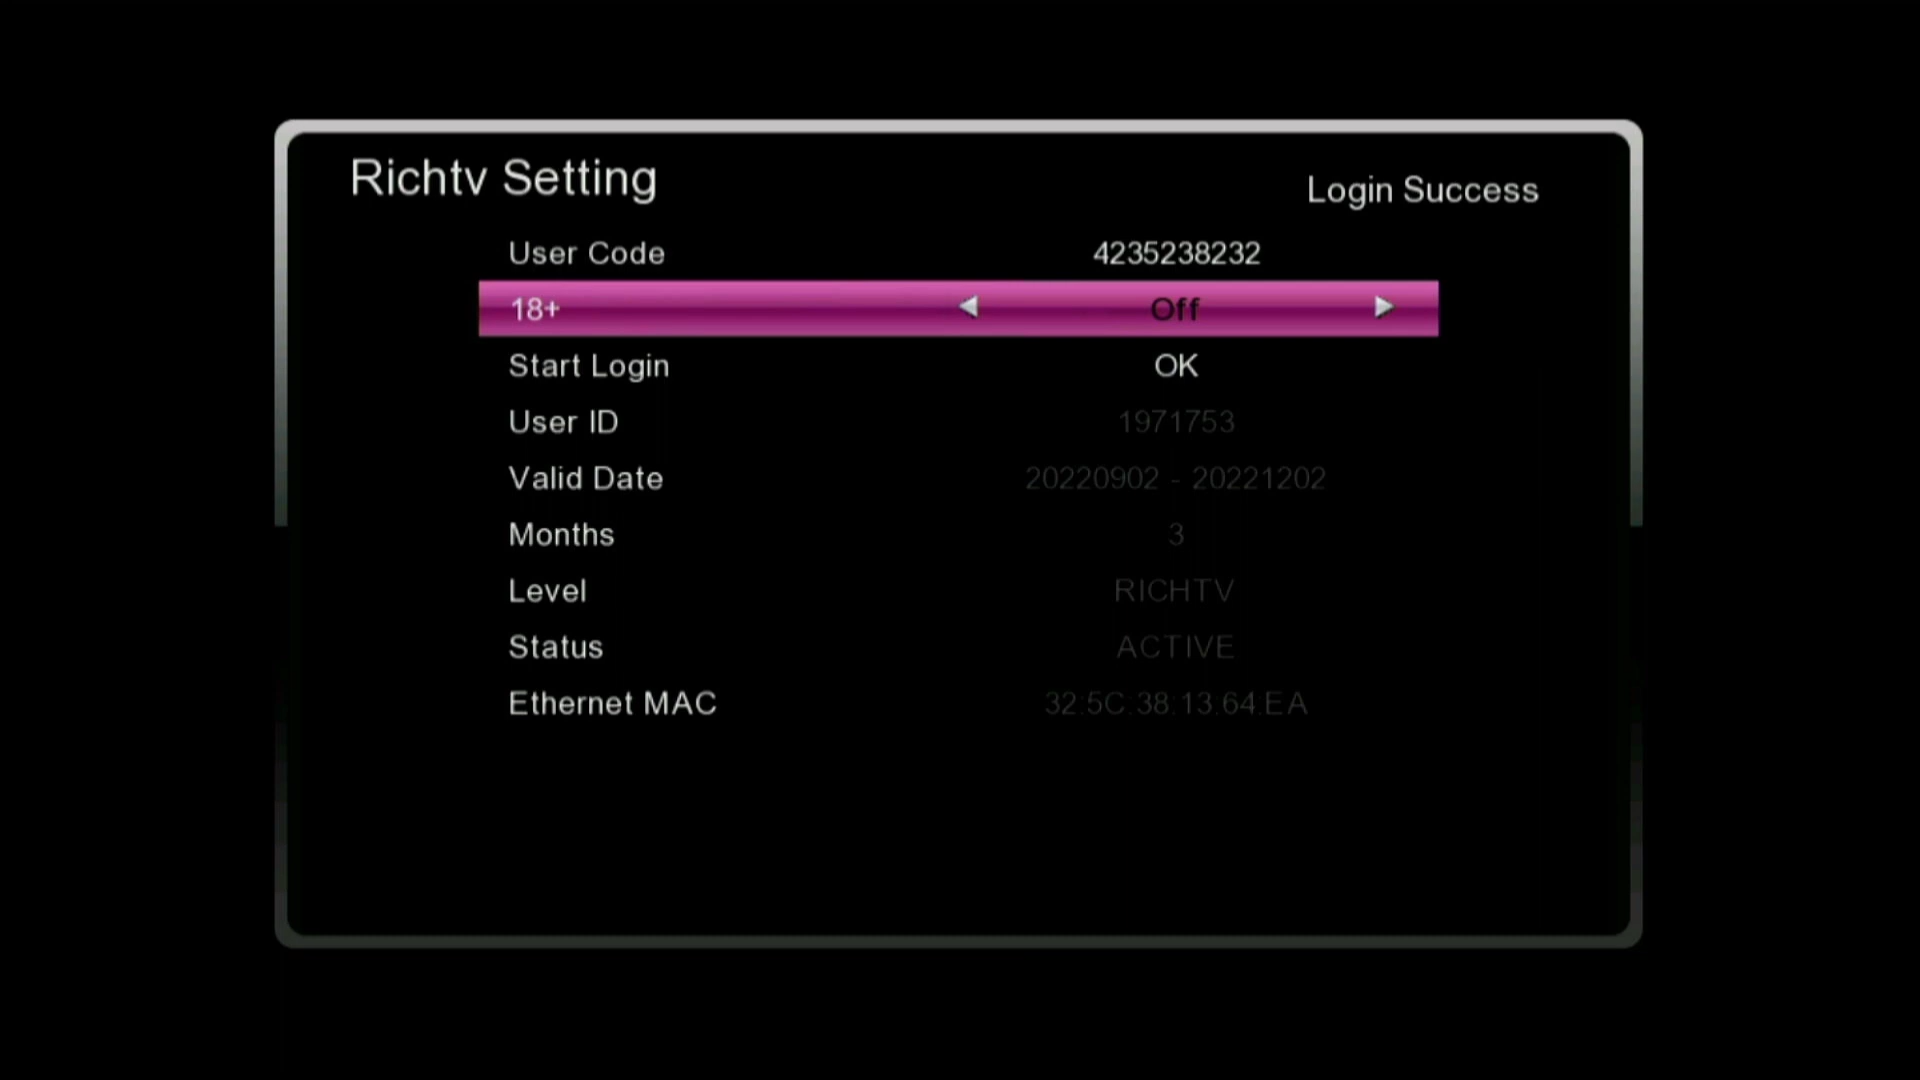 Richtv Setting
Login Success
User Code 4235238232
18+ Off
Start Login OK
User ID 1971753
Valid Date 20220902 - 20221202
Months 3
Level RICHTV
Status ACTIVE
Ethernet MAC 32:5C:38:13:64:EA